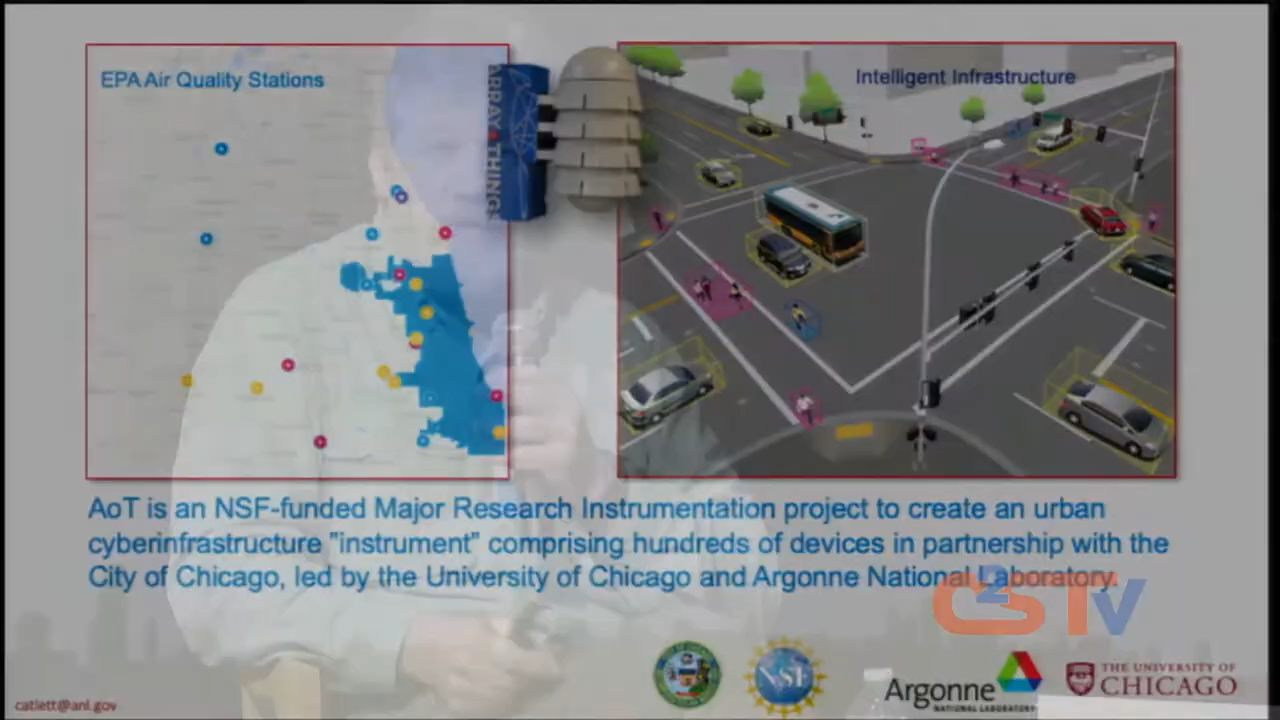 EPA Air Quality Stations
ARRAY THINGS
Intelligent Infrastructure
AoT is an NSF-funded Major Research Instrumentation project to create an urban
cyberinfrastructure "instrument" comprising hundreds of devices in partnership with the
City of Chicago, led by the University of Chicago and Argonne National Laboratory.
C2STV
NSF
Argonne
NATIONAL LABORATORY
THE UNIVERSITY OF
CHICAGO
catlett@anl.gov